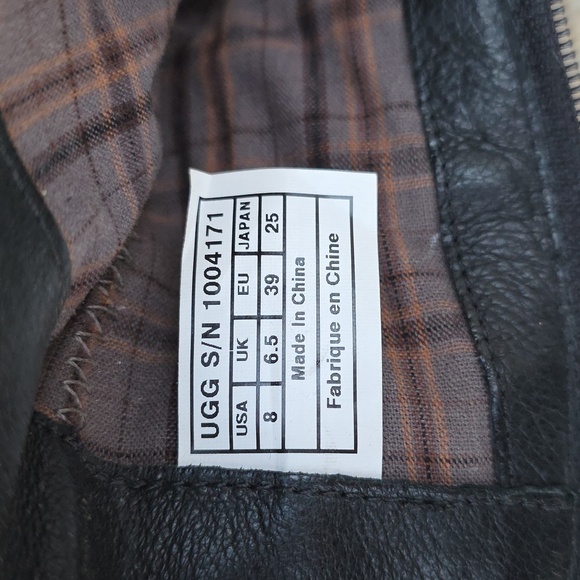 UGG S/N 1004171
USA UK EU JAPAN
8 6.5 39 25
Made In China
Fabrique en Chine